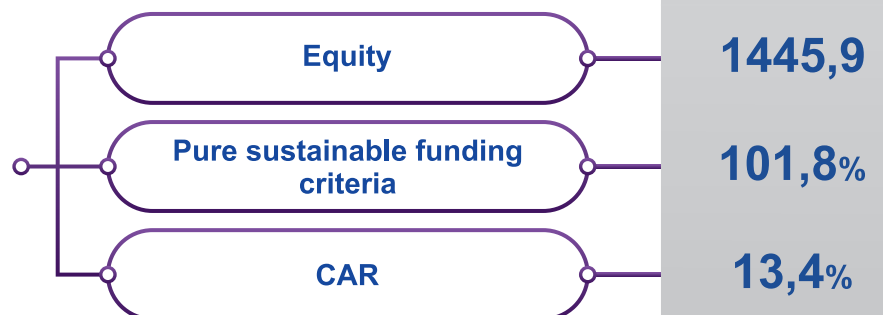 Equity 1445,9
Pure sustainable funding
criteria 101,8%
CAR 13,4%